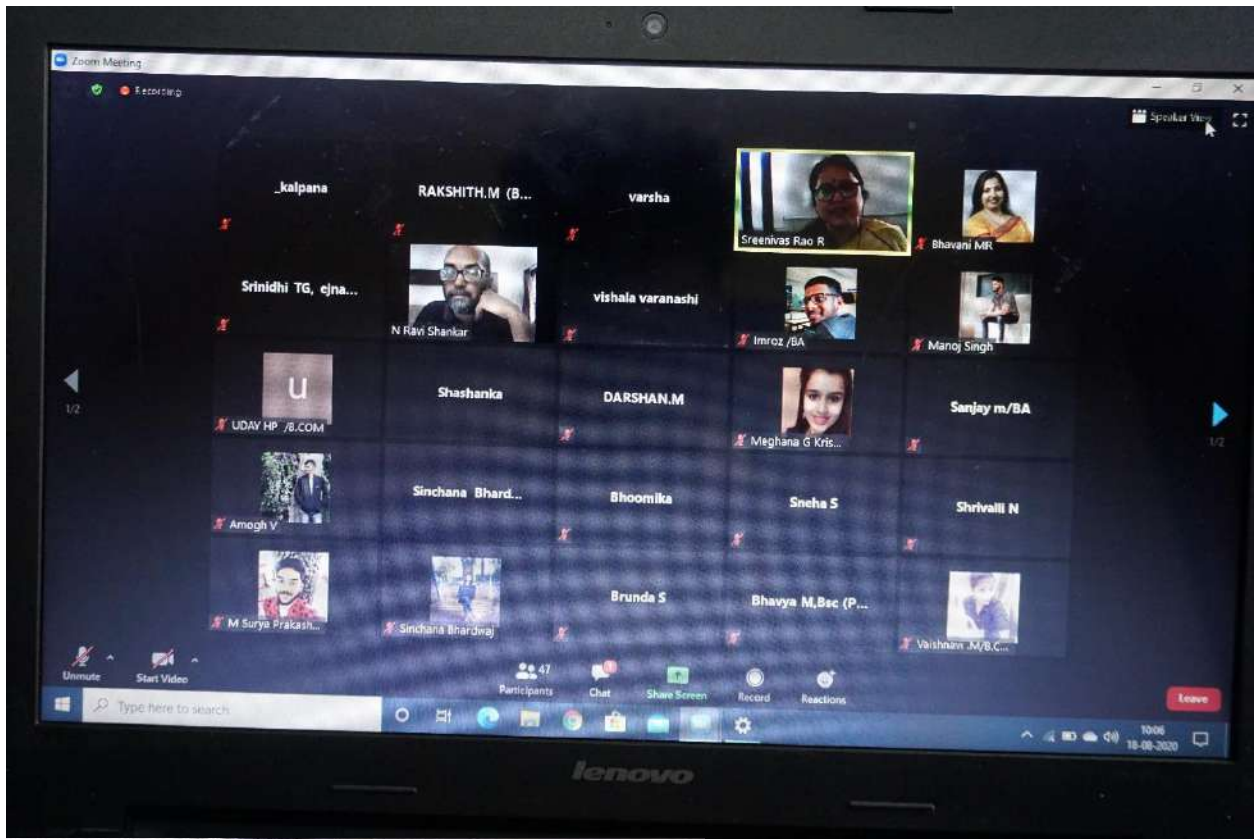 Zoom Meeting
Recording
Speaker View
_kalpana
RAKSHITH.M (B...
varsha
Sreenivas Rao R
Bhavani MR
Srinidhi TG, ejna...
N Ravi Shankar
vishala varanashi
Imroz /BA
Manoj Singh
u
UDAY HP /B.COM
Shashanka
DARSHAN.M
Meghana G Kris...
Sanjay m/BA
1/2
1/2
Amogh V
Sinchana Bhard...
Bhoomika
Sneha S
Shrivalli N
M Surya Prakash...
Sinchana Bhardwaj
Brunda S
Bhavya M,Bsc (P...
Vaishnavi .M/B.C...
Unmute
Start Video
47
Participants
Chat
Share Screen
Record
Reactions
Leave
Type here to search
10:06
18-08-2020
lenovo